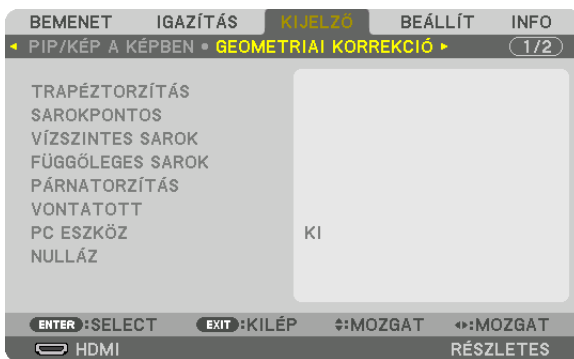 BEMENET IGAZÍTÁS KIJELZŐ BEÁLLÍT INFO
PIP/KÉP A KÉPBEN • GEOMETRIAI KORREKCIÓ 1/2
TRAPÉZTORZÍTÁS
SAROKPONTOS
VÍZSZINTES SAROK
FÜGGŐLEGES SAROK
PÁRNATORZÍTÁS
VONTATOTT
PC ESZKÖZ KI
NULLÁZ
ENTER :SELECT EXIT :KILÉP :MOZGAT :MOZGAT
HDMI RÉSZLETES